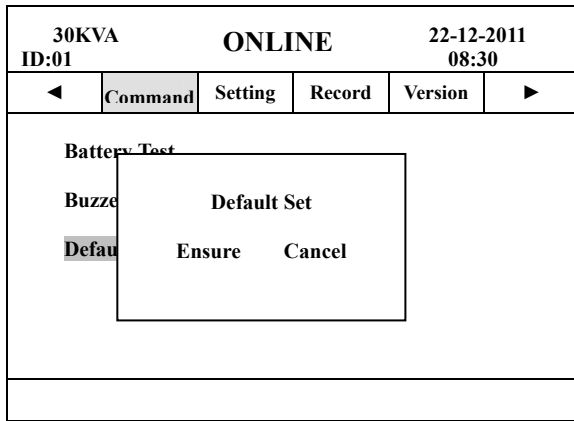 30KVA ONLINE 22-12-2011
ID:01 08:30
◄ Command Setting Record Version ►
Battery Test
Buzze
Default Set
Defau
Ensure Cancel